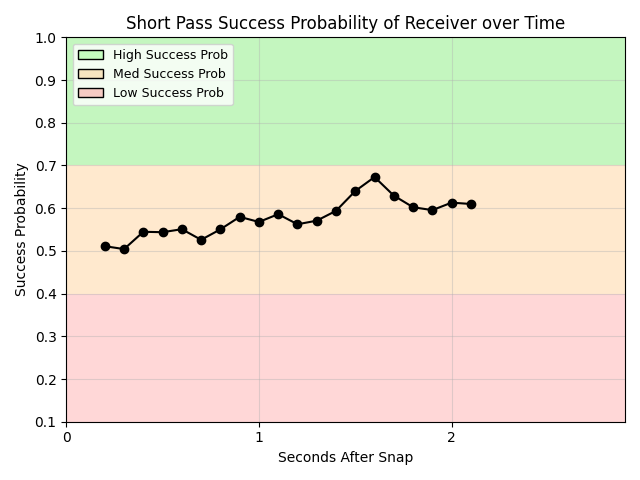 Short Pass Success Probability of Receiver over Time
High Success Prob
Med Success Prob
Low Success Prob
Success Probability
1.0
0.9
0.8
0.7
0.6
0.5
0.4
0.3
0.2
0.1
0
1
2
Seconds After Snap